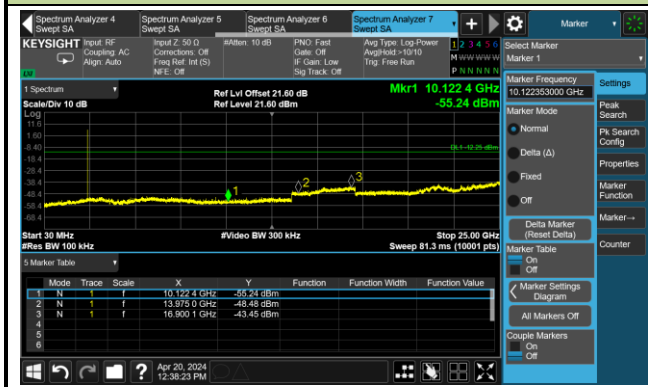 Spectrum Analyzer 4
Swept SA
Spectrum Analyzer 5
Swept SA
Spectrum Analyzer 6
Swept SA
Spectrum Analyzer 7
Swept SA
Marker
KEYSIGHT
Input: RF
Coupling: AC
Align: Auto
Input Z: 50 Ω
Corrections: Off
Freq Ref: Int (S)
NFE: Off
#Atten: 10 dB
PNO: Fast
Gate: Off
IF Gain: Low
Sig Track: Off
Avg Type: Log-Power
Avg|Hold:>10/10
Trig: Free Run
1 2 3 4 5 6
M W W W W W
P N N N N N
Select Marker
Marker 1
1 Spectrum
Scale/Div 10 dB
Ref Lvl Offset 21.60 dB
Ref Level 21.60 dBm
Mkr1 10.122 4 GHz
-55.24 dBm
Log
11.6
1.60
-8.40
-18.4
-28.4
-38.4
-48.4
-58.4
-68.4
DL1 -12.25 dBm
1
2
3
Start 30 MHz
#Res BW 100 kHz
#Video BW 300 kHz
Stop 25.00 GHz
Sweep 81.3 ms (10001 pts)
5 Marker Table
Mode Trace Scale X Y Function Function Width Function Value
1 N 1 f 10.122 4 GHz -55.24 dBm
2 N 1 f 13.975 0 GHz -48.48 dBm
3 N 1 f 16.900 1 GHz -43.45 dBm
4
5
6
Marker Frequency
10.122353000 GHz
Marker Mode
Normal
Delta (Δ)
Fixed
Off
Delta Marker
(Reset Delta)
Marker Table
On
Off
Marker Settings
Diagram
All Markers Off
Couple Markers
On
Off
Settings
Peak
Search
Pk Search
Config
Properties
Marker
Function
Marker→
Counter
?
Apr 20, 2024
12:38:23 PM